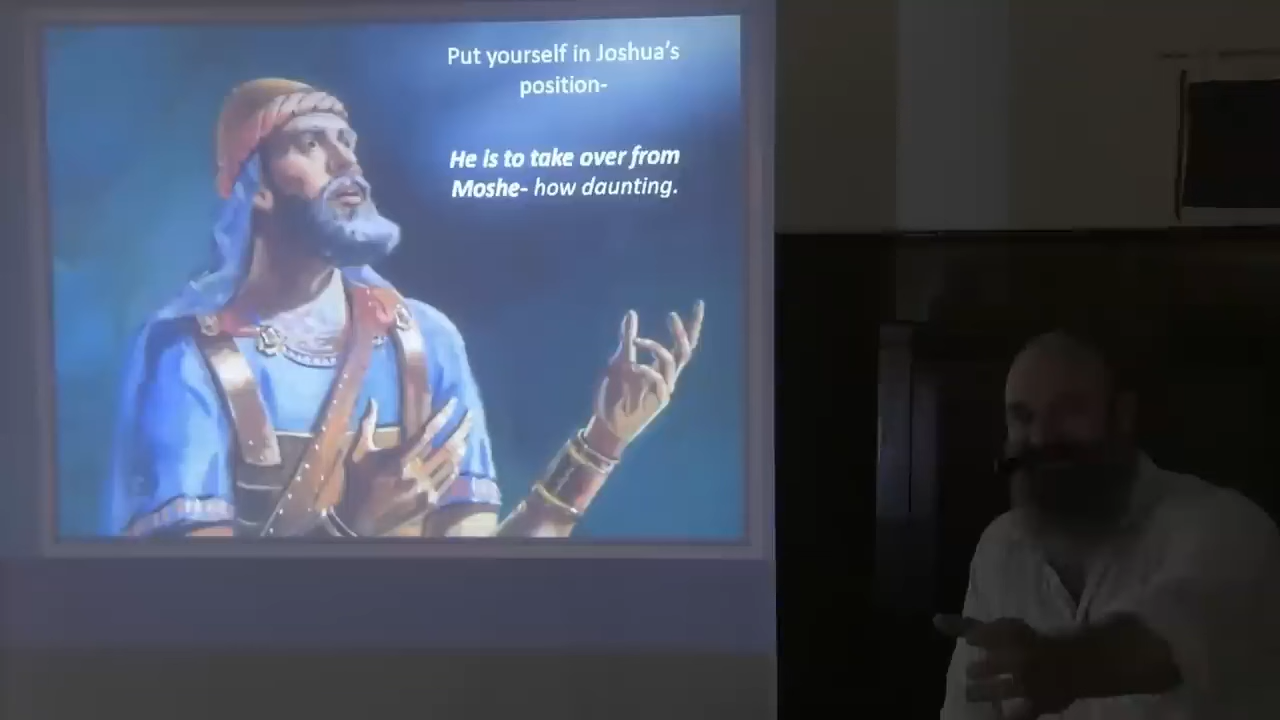 Put yourself in Joshua's
position-
He is to take over from
Moshe- how daunting.